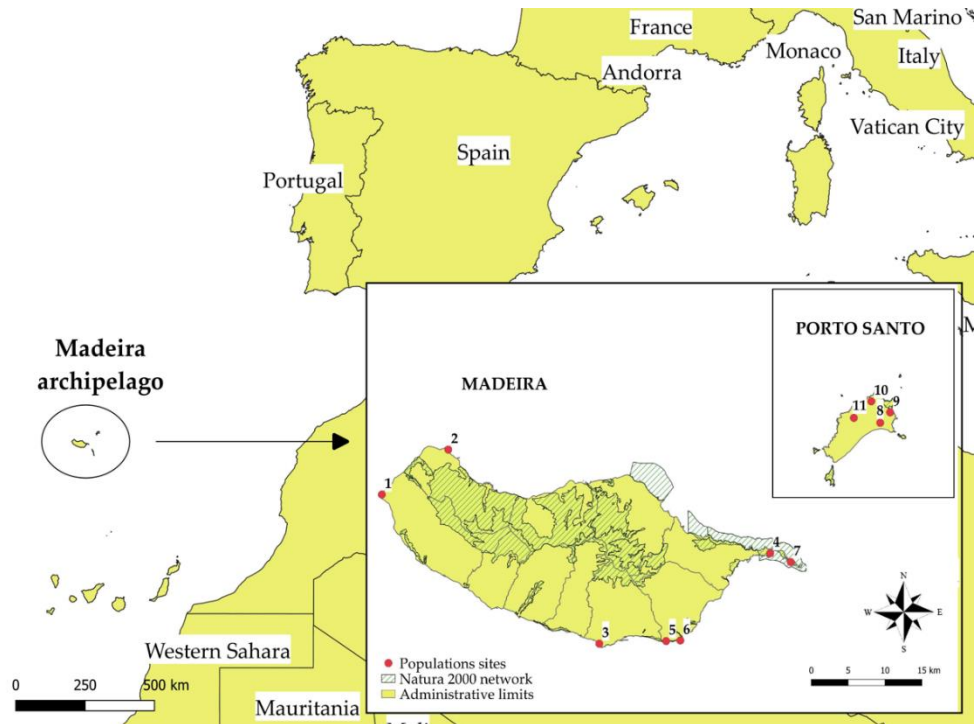 San Marino
France
Monaco
Italy
Andorra
Vatican City
Spain
Portugal
PORTO SANTO
Madeira
archipelago
MADEIRA
10
11
9
8
2
1
4
7
N
W
E
S
3
5
6
Populations sites
Natura 2000 network
Administrative limits
0
5
10
15 km
Western Sahara
0
250
500 km
Mauritania